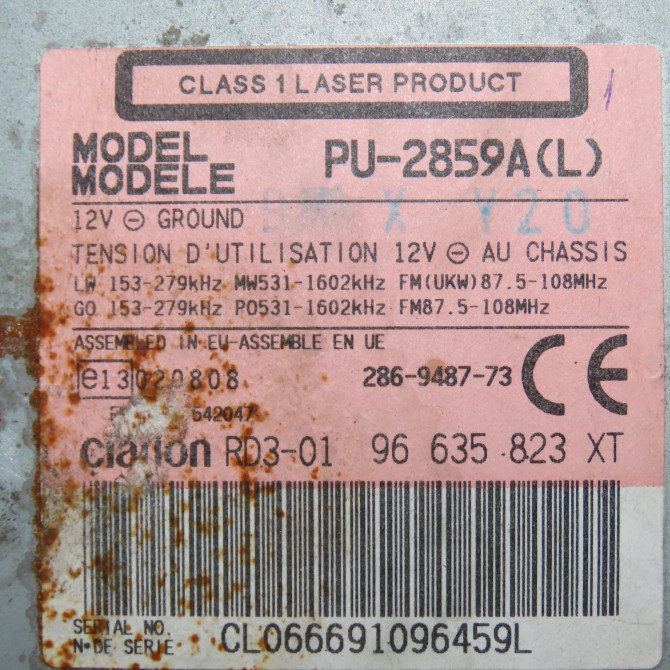 CLASS 1 LASER PRODUCT
MODEL
MODELE PU-2859A(L)
X Y20
12V ⊖ GROUND
TENSION D'UTILISATION 12V ⊖ AU CHASSIS
LW 153-279kHz MW531-1602kHz FM(UKW)87.5-108MHz
GO 153-279kHz PO531-1602kHz FM87.5-108MHz
ASSEMBLED IN EU-ASSEMBLE EN UE
e13 020808 286-9487-73 CE
542047
clarion RD3-01 96 635 823 XT
SERIAL NO.
N° DE SERIE CL066691096459L